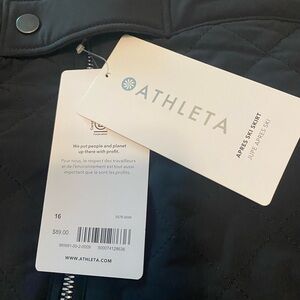 ATHLETA
APRES SKI SKIRT
JUPE APRES SKI
We put people and planet
up there with profit.
Pour nous, le respect des travailleurs
et de l'environnement est tout aussi
important que le sont les profits.
16
$89.00
WWW.ATHLETA.COM